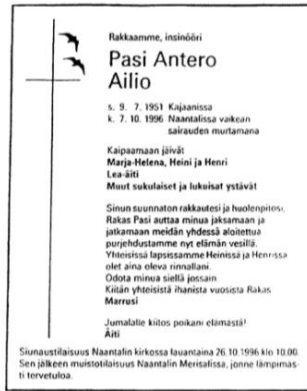 Rakkaamme, insinööri
Pasi Antero
Ailio
s. 9. 7. 1951 Kajaanissa
k. 7. 10. 1996 Naantalissa vaikean
sairauden murtamana
Kaipaamaan jäivät
Marja-Helena, Heini ja Henri
Lea-äiti
Muut sukulaiset ja lukuisat ystävät
Sinun suunnaton rakkautesi ja huolenpitosi.
Rakas Pasi auttaa minua jaksamaan ja
jatkamaan meidän yhdessä aloitettua
purjehdustamme nyt elämän vesillä.
Yhteisissä lapsissamme Heinissä ja Henrissä
olet aina oleva rinnallani.
Odota minua siellä jossain.
Kiitän yhteisistä ihanista vuosista Rakas
Marrusi
Jumalalle kiitos poikani elämästä!
Äiti
Siunaustilaisuus Naantalin kirkossa lauantaina 26.10.1996 klo 10.00.
Sen jälkeen muistotilaisuus Naantalin Merisalissa, jonne lämpimäs-
ti tervetuloa.